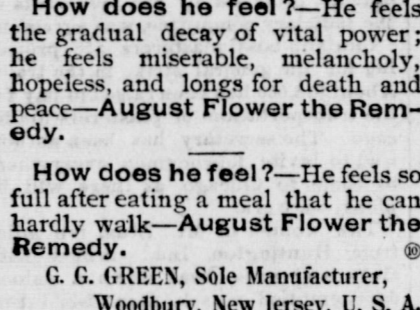 How does he feel?—He feels
the gradual decay of vital power;
he feels miserable, melancholy,
hopeless, and longs for death and
peace—August Flower the Rem-
edy.
How does he feel?—He feels so
full after eating a meal that he can
hardly walk—August Flower the
Remedy. ⑩
G. G. GREEN, Sole Manufacturer,
Woodbury, New Jersey, U. S. A.